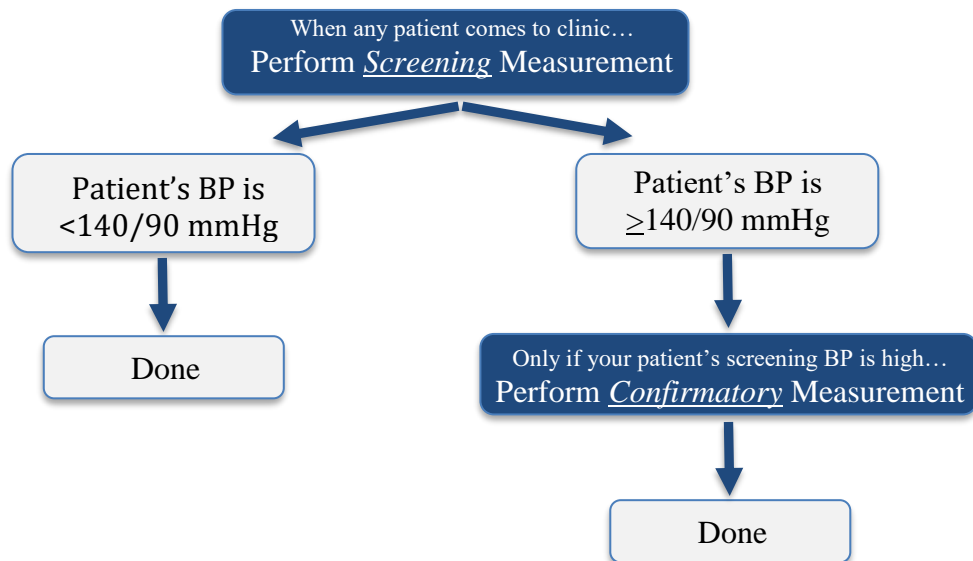 When any patient comes to clinic…
Perform Screening Measurement
Patient's BP is
<140/90 mmHg
Patient's BP is
≥140/90 mmHg
Done
Only if your patient's screening BP is high…
Perform Confirmatory Measurement
Done